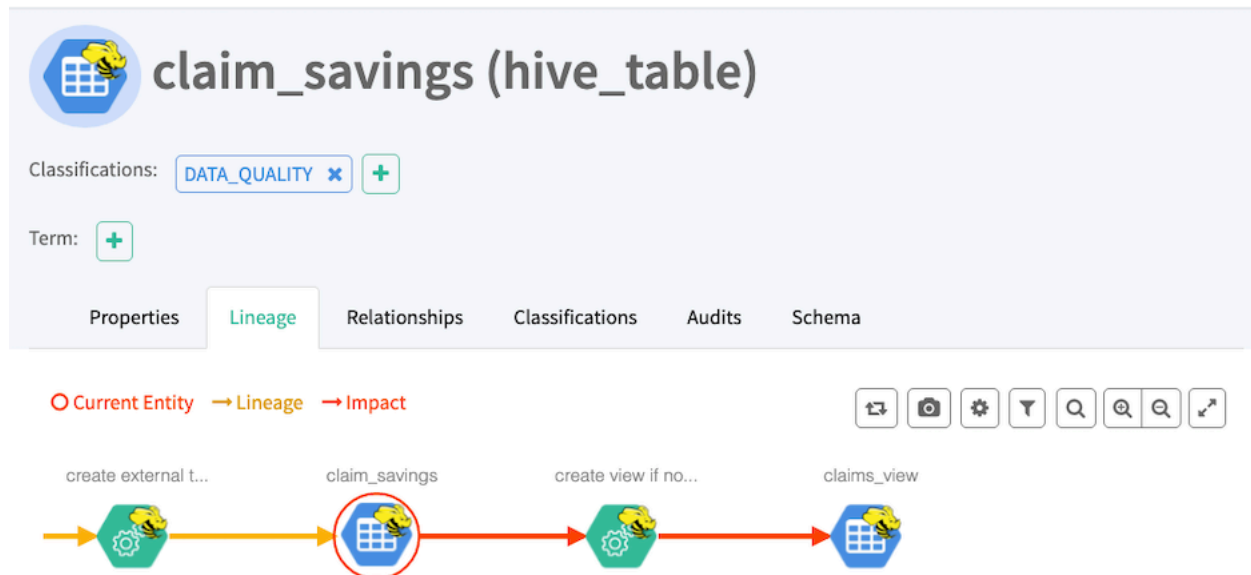 claim_savings (hive_table)
Classifications: DATA_QUALITY
Term:
Properties Lineage Relationships Classifications Audits Schema
Current Entity Lineage Impact
create external t... claim_savings create view if no... claims_view